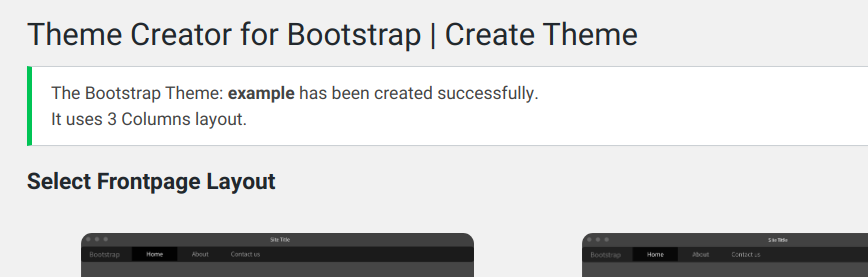 Theme Creator for Bootstrap | Create Theme
The Bootstrap Theme: example has been created successfully.
It uses 3 Columns layout.
Select Frontpage Layout
Site Title
Bootstrap Home About Contact us
Site Title
Bootstrap Home About Contact us